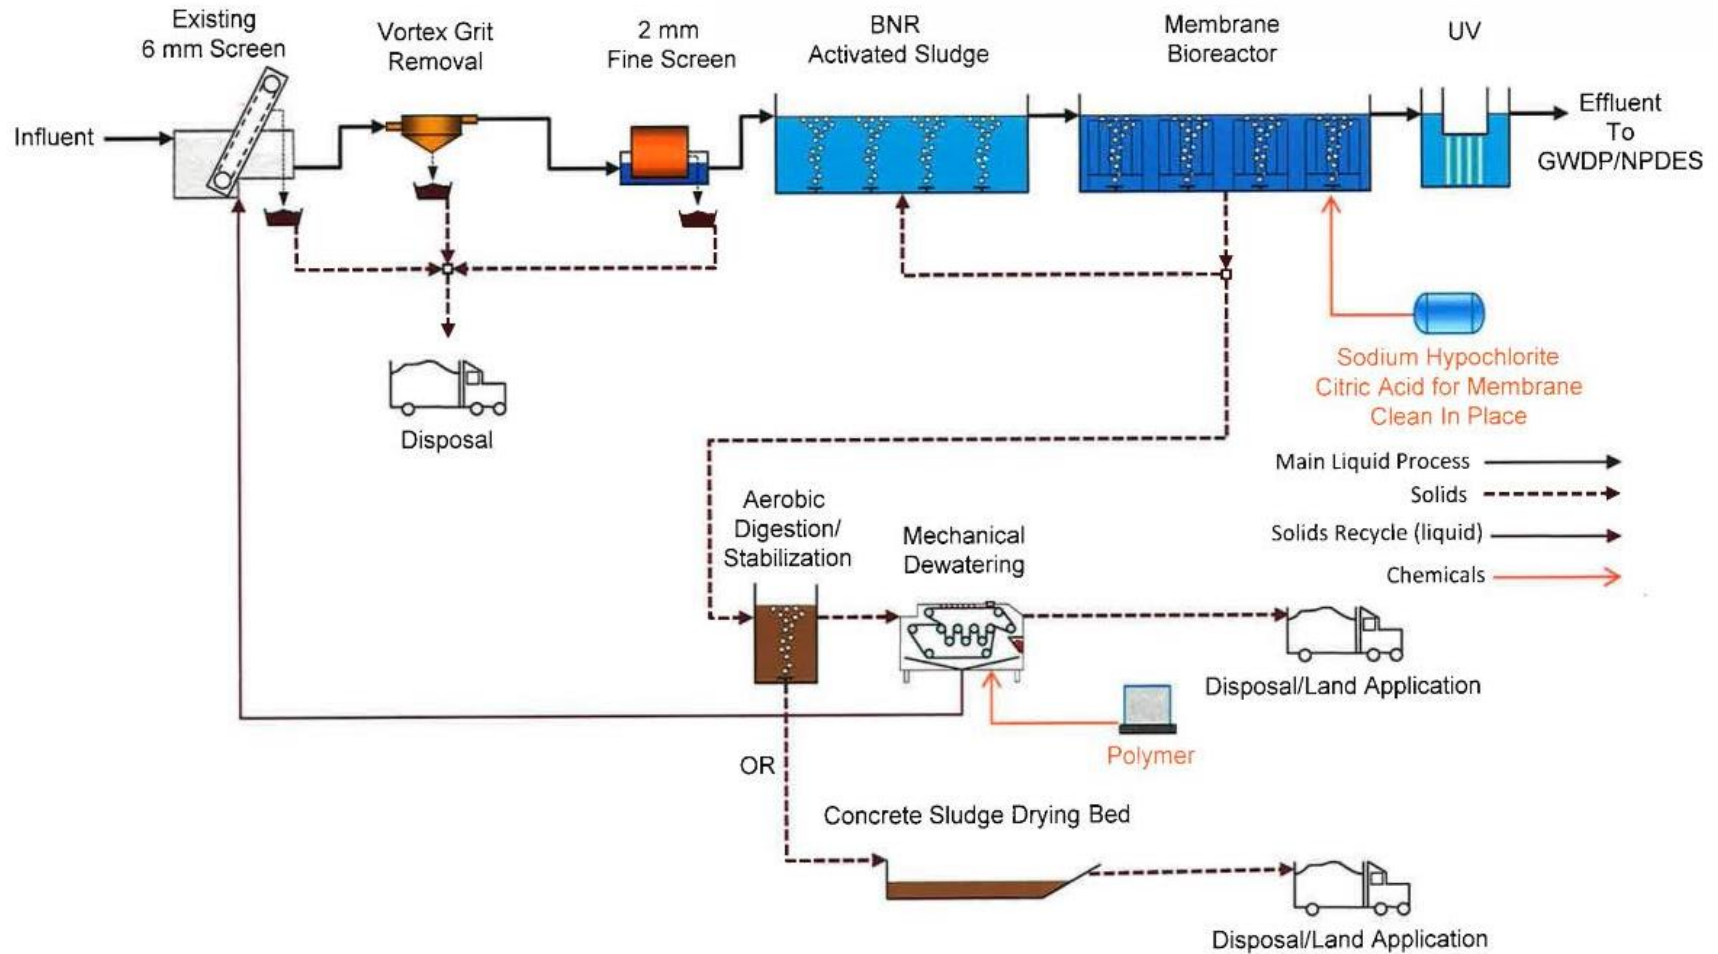 Existing
6 mm Screen
Vortex Grit
Removal
2 mm
Fine Screen
BNR
Activated Sludge
Membrane
Bioreactor
UV
Influent
Effluent
To
GWDP/NPDES
Disposal
Sodium Hypochlorite
Citric Acid for Membrane
Clean In Place
Main Liquid Process
Solids
Solids Recycle (liquid)
Chemicals
Aerobic
Digestion/
Stabilization
Mechanical
Dewatering
Disposal/Land Application
Polymer
OR
Concrete Sludge Drying Bed
Disposal/Land Application